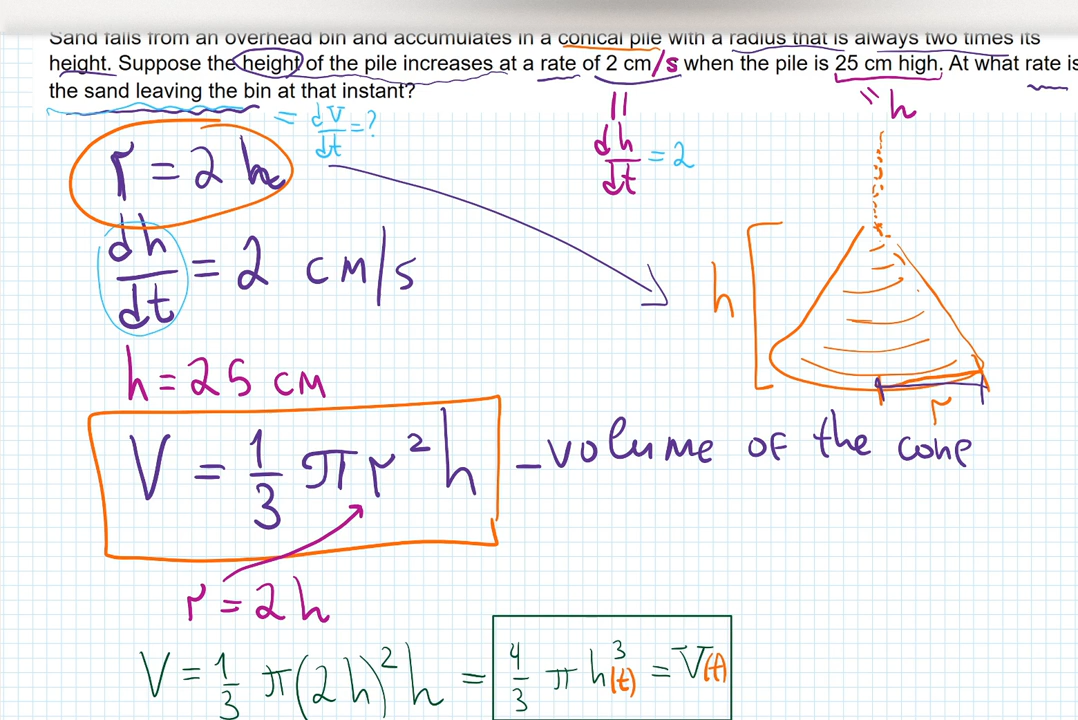 Sand falls from an overhead bin and accumulates in a conical pile with a radius that is always two times its
height. Suppose the height of the pile increases at a rate of 2 cm/s when the pile is 25 cm high. At what rate is
the sand leaving the bin at that instant?
= dV/dt = ?
= h
dh/dt = 2
r = 2h
dh/dt = 2 cm/s
h
h = 25 cm
r
V = 1/3 πr²h – volume of the cone
r = 2h
V = 1/3 π(2h)²h = 4/3 πh³(t) = V(t)